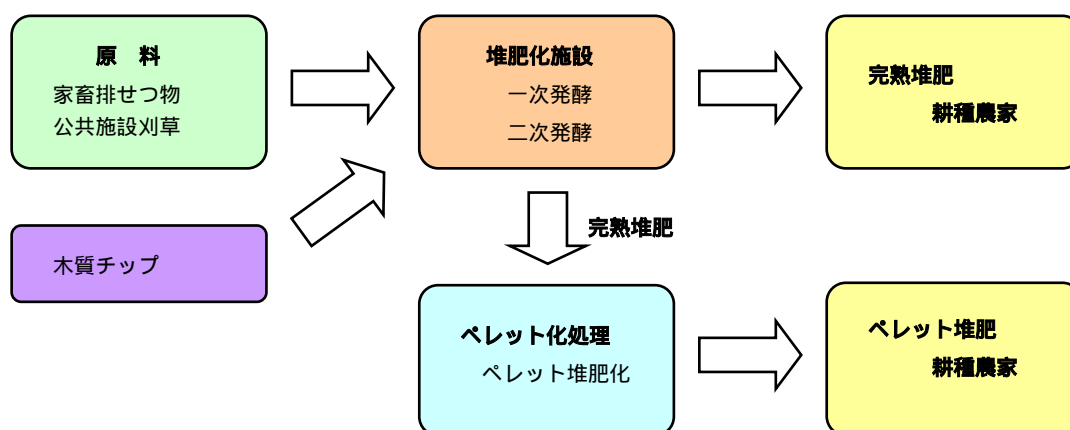 原　料
家畜排せつ物
公共施設刈草
木質チップ
堆肥化施設
一次発酵
二次発酵
完熟堆肥
耕種農家
完熟堆肥
ペレット化処理
ペレット堆肥化
ペレット堆肥
耕種農家